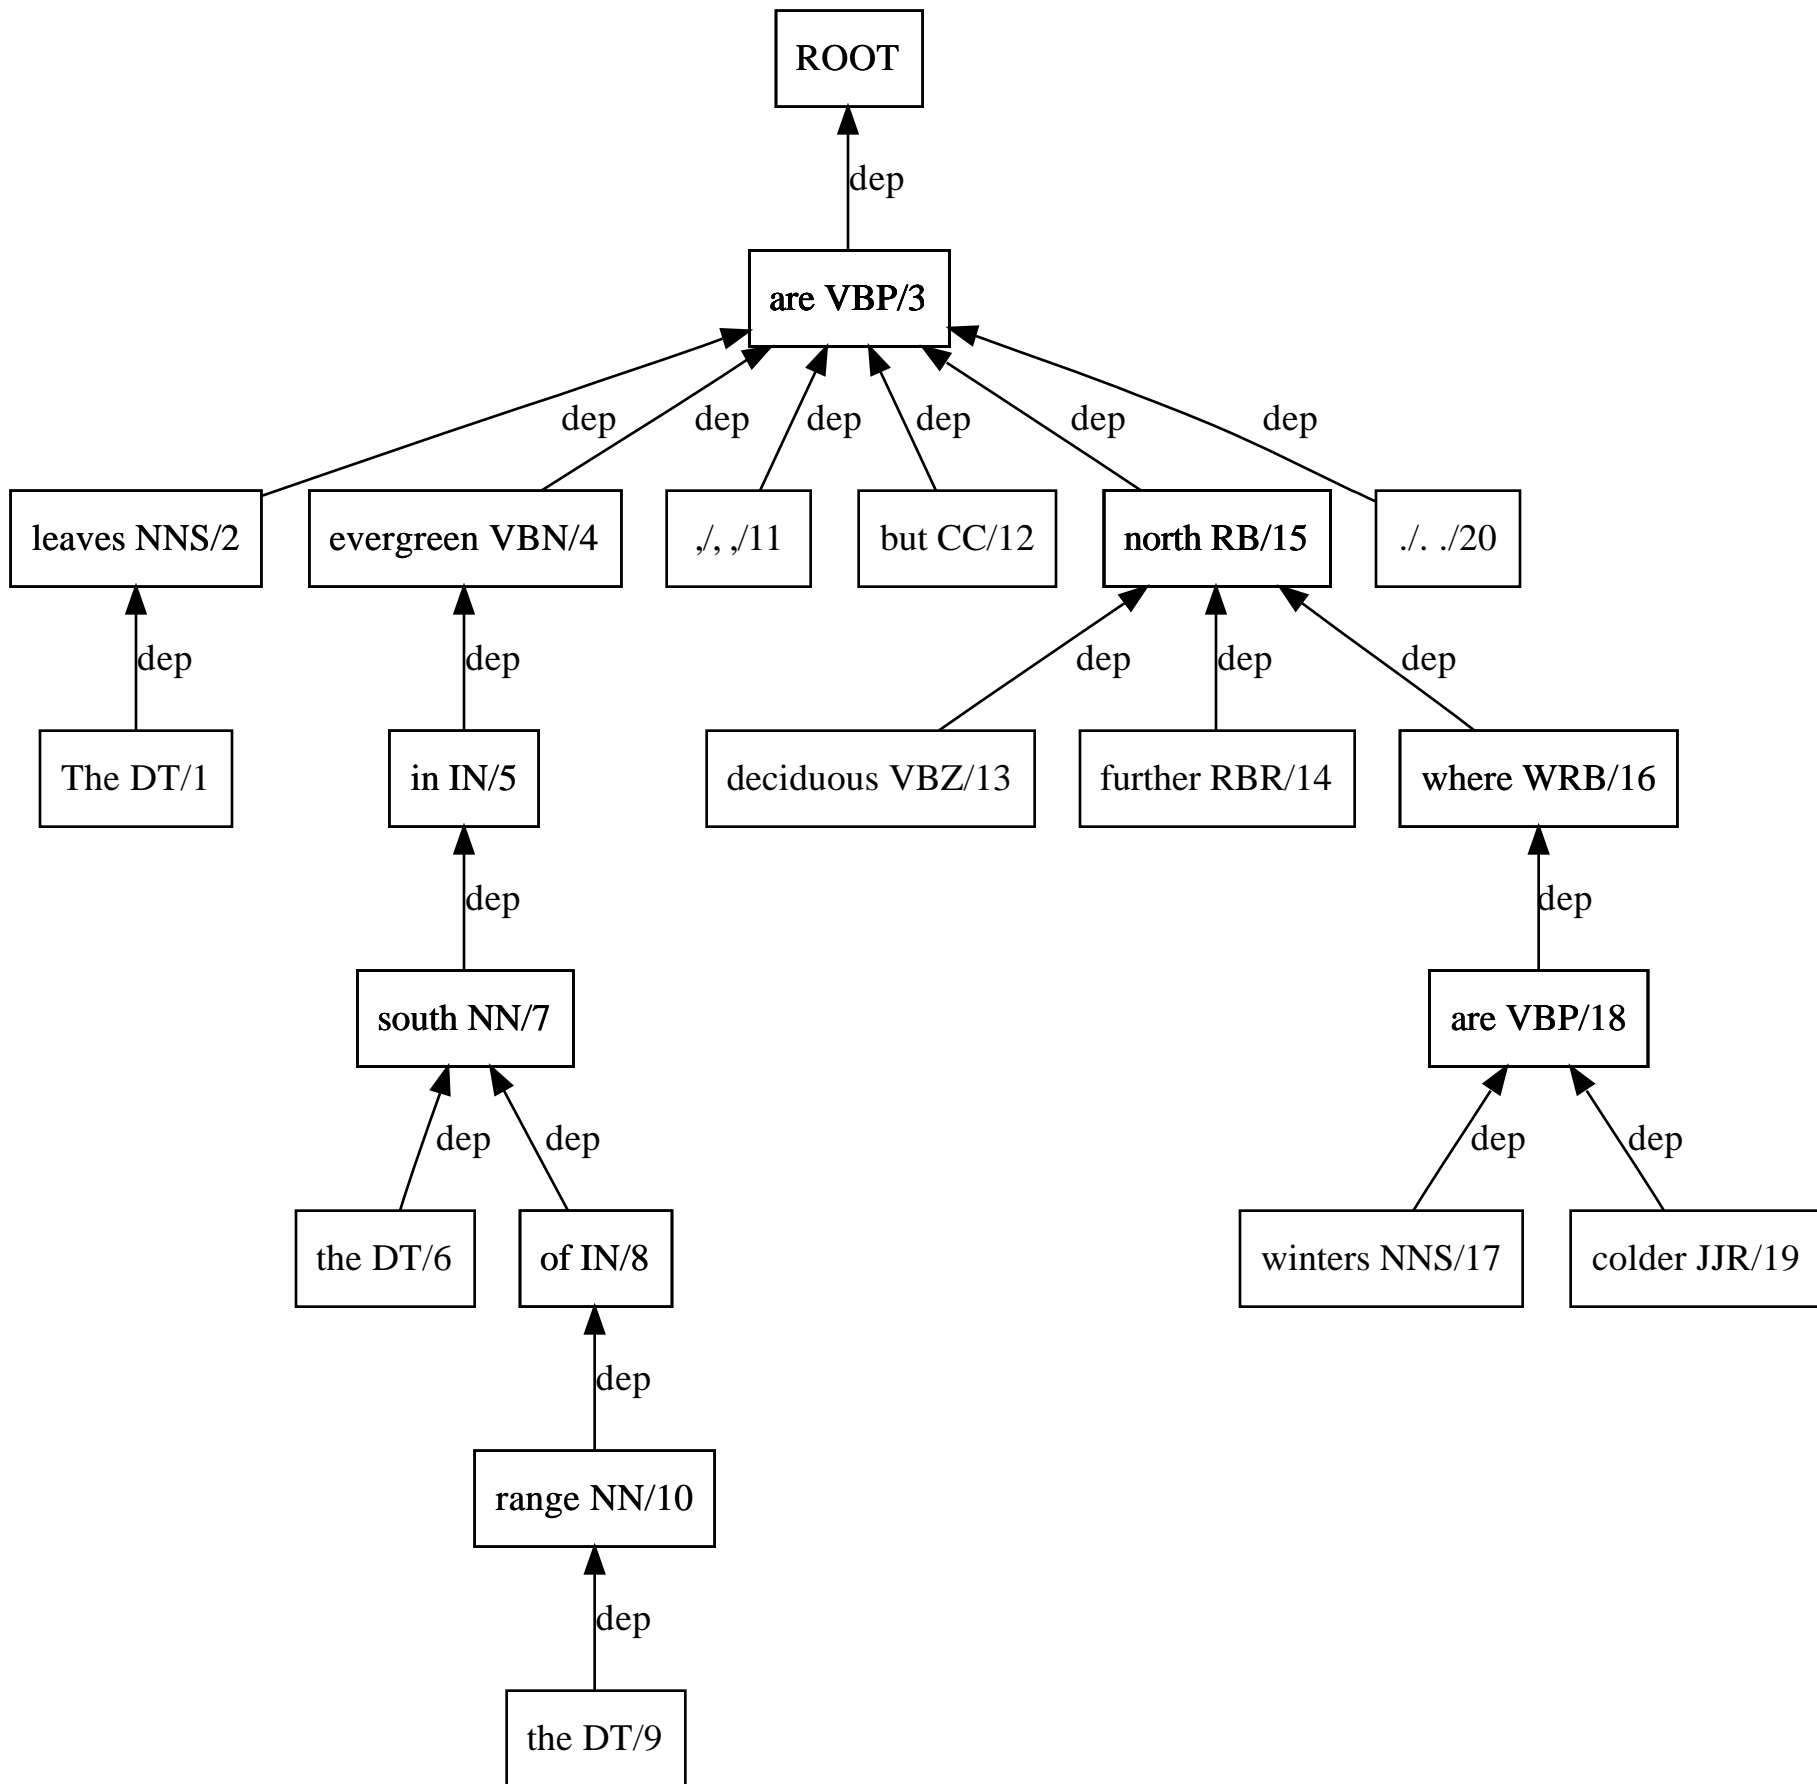 ROOT
dep
are VBP/3
dep dep dep dep dep dep
leaves NNS/2 evergreen VBN/4 ,/, ,/11 but CC/12 north RB/15 ./. ./20
dep dep dep dep dep
The DT/1 in IN/5 deciduous VBZ/13 further RBR/14 where WRB/16
dep dep
south NN/7 are VBP/18
dep dep dep dep
the DT/6 of IN/8 winters NNS/17 colder JJR/19
dep
range NN/10
dep
the DT/9